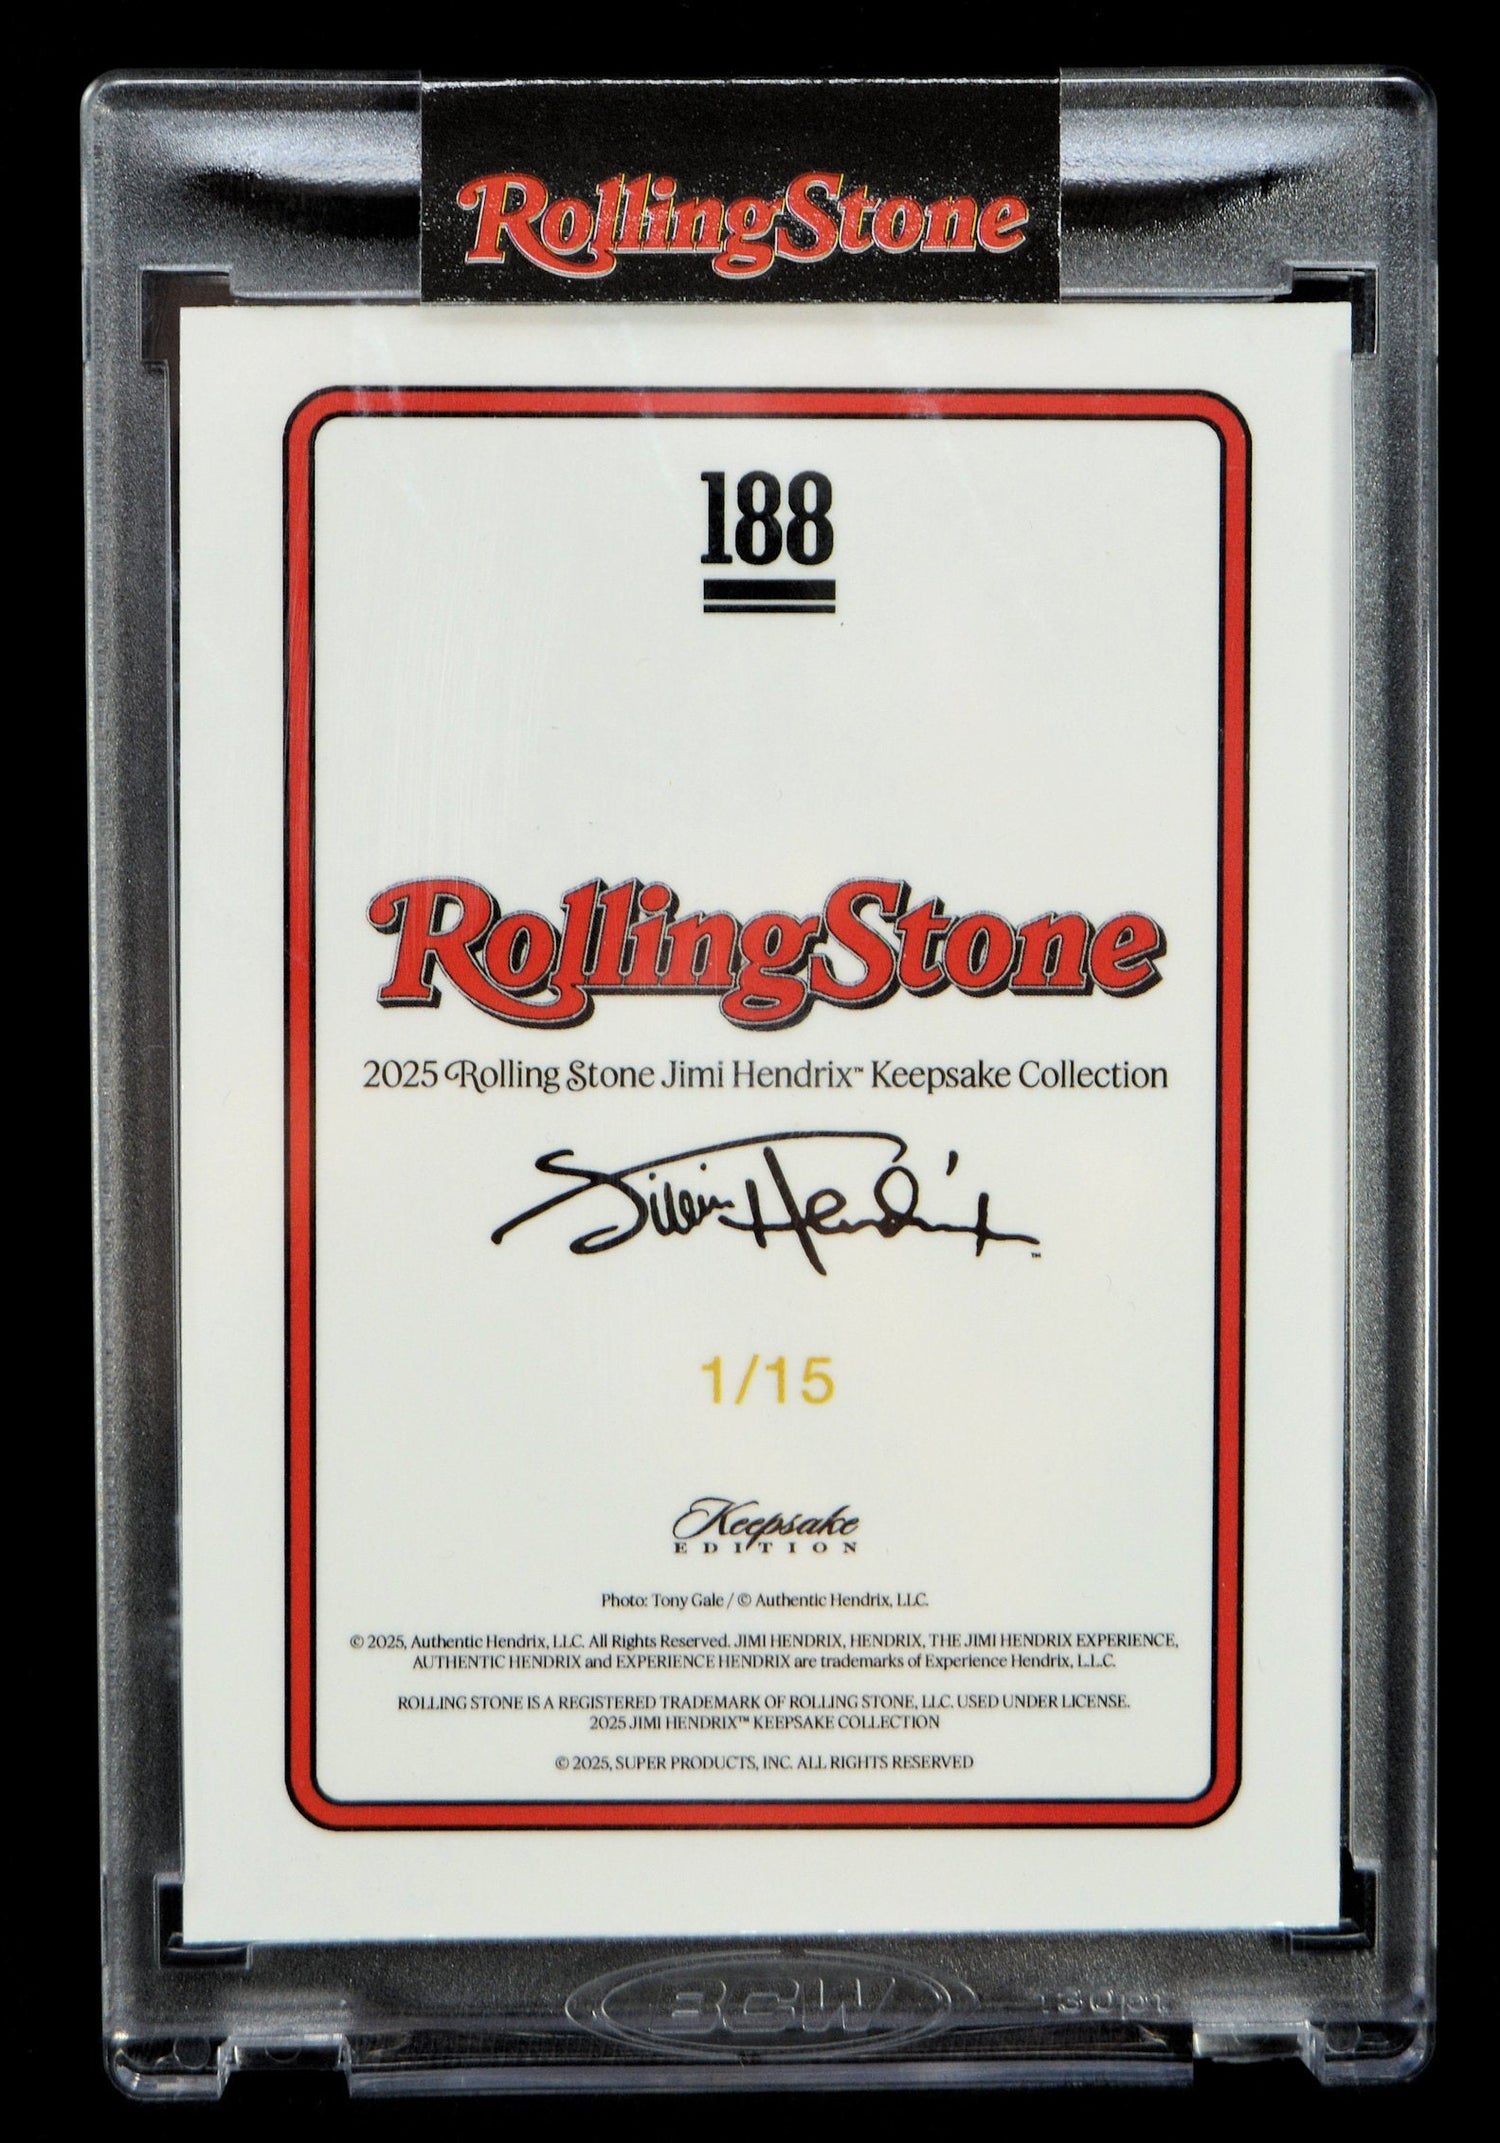 RollingStone
188
RollingStone
2025 Rolling Stone Jimi Hendrix™ Keepsake Collection
Jimi Hendrix ™
1/15
Keepsake
EDITION
Photo: Tony Gale / © Authentic Hendrix, LLC.
© 2025, Authentic Hendrix, LLC. All Rights Reserved. JIMI HENDRIX, HENDRIX, THE JIMI HENDRIX EXPERIENCE,
AUTHENTIC HENDRIX and EXPERIENCE HENDRIX are trademarks of Experience Hendrix, L.L.C.
ROLLING STONE IS A REGISTERED TRADEMARK OF ROLLING STONE, LLC. USED UNDER LICENSE.
2025 JIMI HENDRIX™ KEEPSAKE COLLECTION
© 2025, SUPER PRODUCTS, INC. ALL RIGHTS RESERVED
BCW 130pt